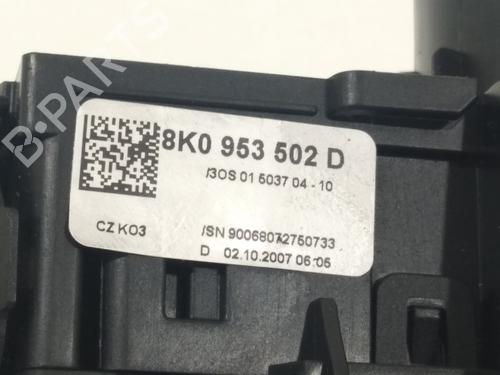 B-PARTS
8K0 953 502 D
/3OS 01 5037 04 - 10
CZ K03 /SN 90068072750733
D 02.10.2007 06:05